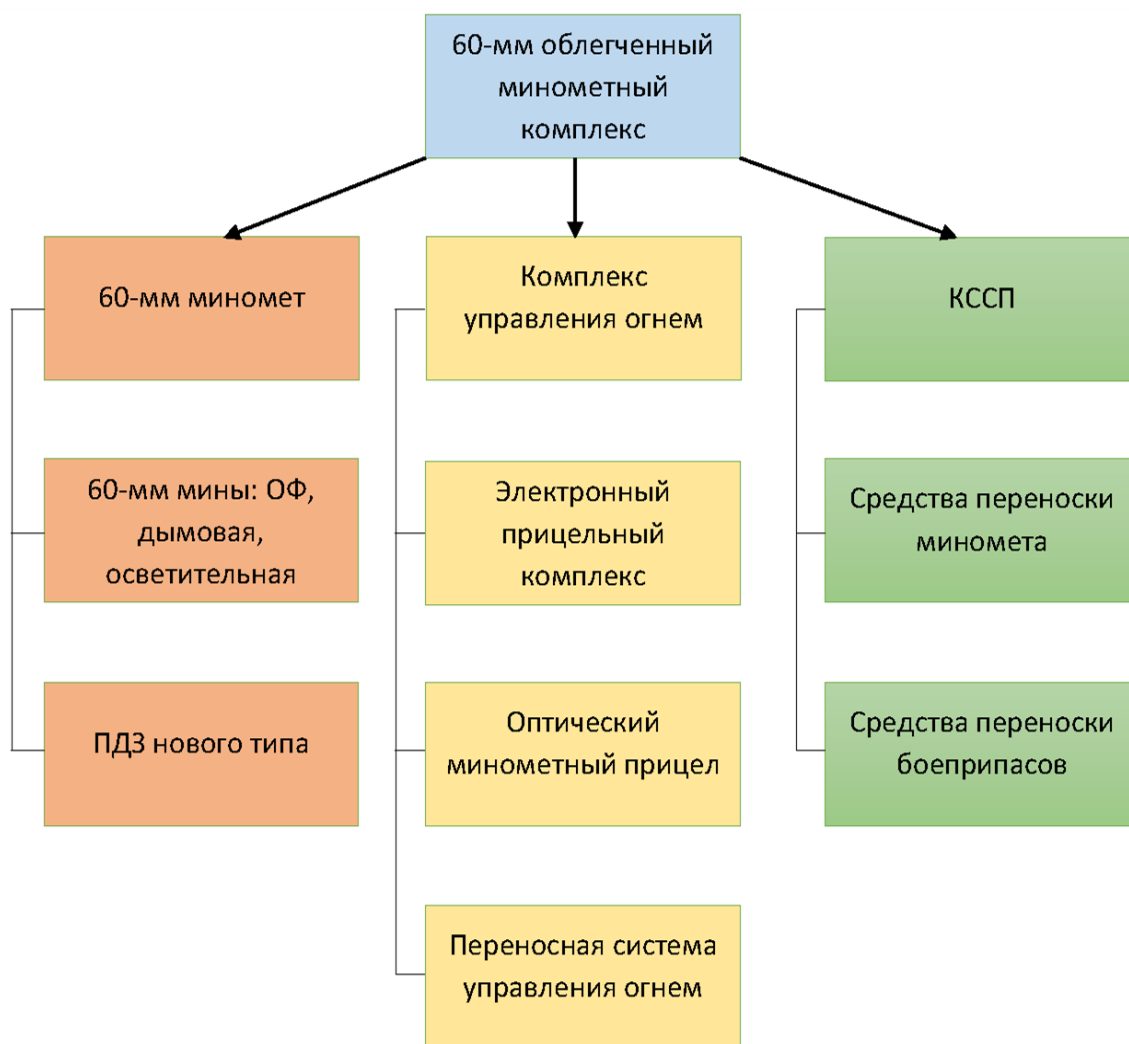 60-мм облегченный
минометный
комплекс
60-мм миномет
60-мм мины: ОФ,
дымовая,
осветительная
ПДЗ нового типа
Комплекс
управления огнем
Электронный
прицельный
комплекс
Оптический
минометный прицел
Переносная система
управления огнем
КССП
Средства переноски
миномета
Средства переноски
боеприпасов